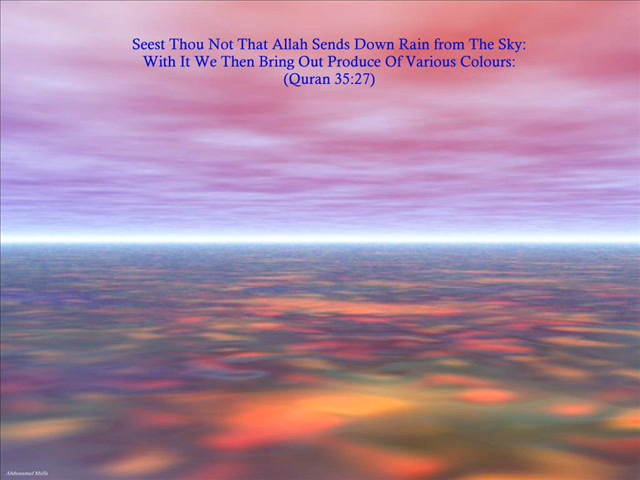 Seest Thou Not That Allah Sends Down Rain from The Sky:
With It We Then Bring Out Produce Of Various Colours:
(Quran 35:27)